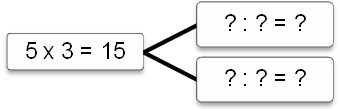 ? : ? = ?
5 x 3 = 15
? : ? = ?